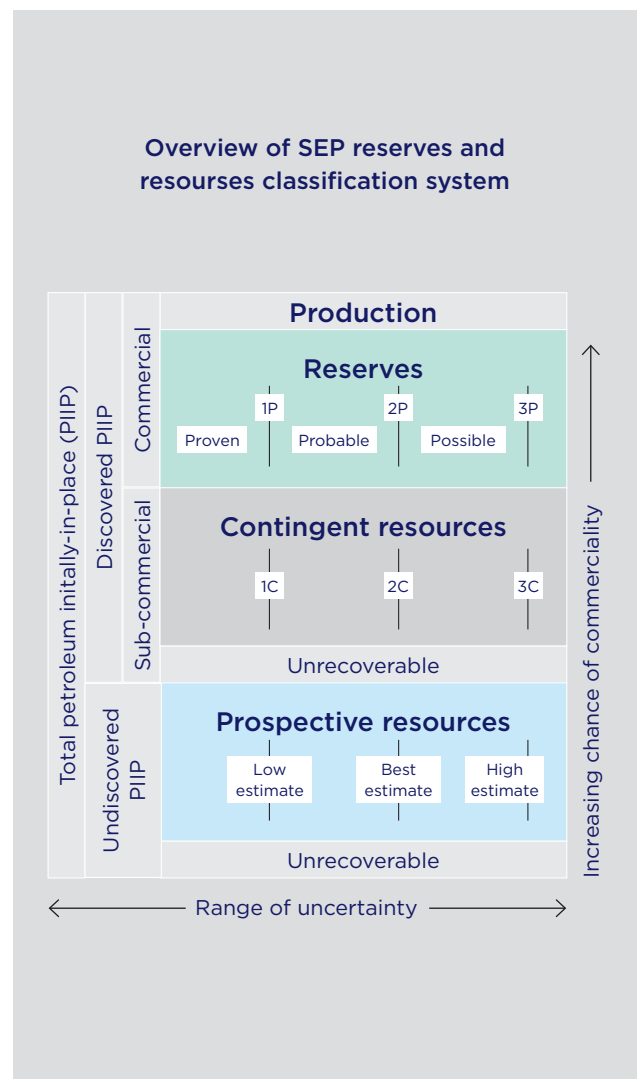 Overview of SEP reserves and
resourses classification system
Total petroleum initally-in-place (PIIP)
Discovered PIIP
Commercial
Production
Reserves
1P
2P
3P
Proven
Probable
Possible
Sub-commercial
Contingent resources
1C
2C
3C
Unrecoverable
Undiscovered
PIIP
Prospective resources
Low
estimate
Best
estimate
High
estimate
Unrecoverable
Increasing chance of commerciality
Range of uncertainty